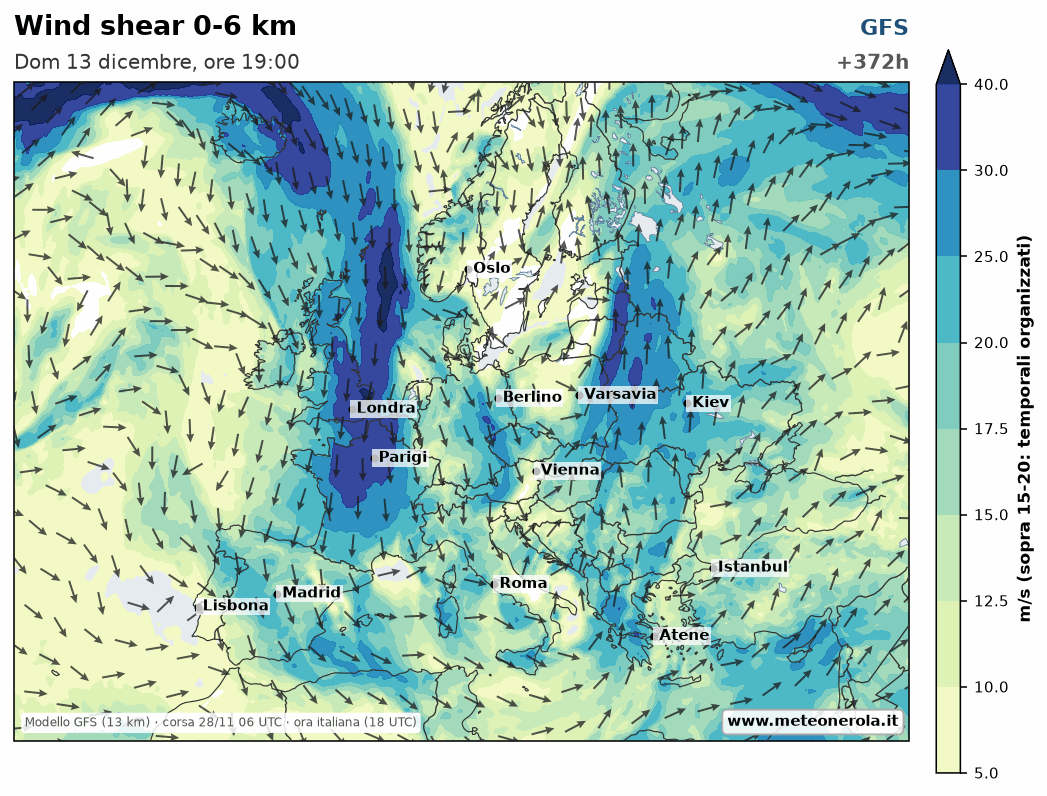 Wind shear 0-6 km
GFS
Dom 13 dicembre, ore 19:00
+372h
40.0
30.0
25.0
20.0
17.5
15.0
12.5
10.0
5.0
m/s (sopra 15-20: temporali organizzati)
Oslo
Berlino
Varsavia
Kiev
Londra
Parigi
Vienna
Istanbul
Roma
Madrid
Lisbona
Atene
Modello GFS (13 km) · corsa 28/11 06 UTC · ora italiana (18 UTC)
www.meteonerola.it